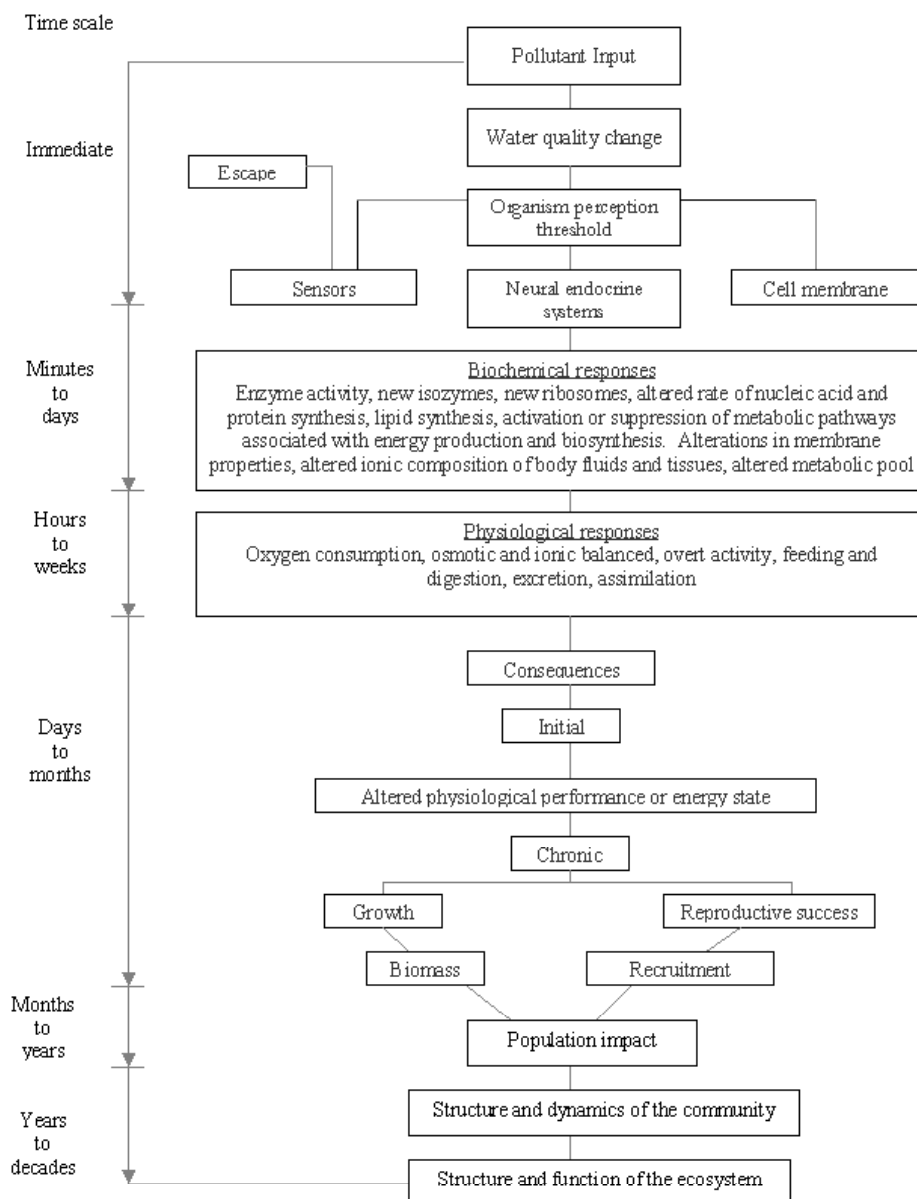 Time scale
Pollutant Input
Water quality change
Immediate
Escape
Organism perception
threshold
Sensors
Neural endocrine
systems
Cell membrane
Minutes
to
days
Biochemical responses
Enzyme activity, new isozymes, new ribosomes, altered rate of nucleic acid and
protein synthesis, lipid synthesis, activation or suppression of metabolic pathways
associated with energy production and biosynthesis. Alterations in membrane
properties, altered ionic composition of body fluids and tissues, altered metabolic pool
Hours
to
weeks
Physiological responses
Oxygen consumption, osmotic and ionic balanced, overt activity, feeding and
digestion, excretion, assimilation
Days
to
months
Consequences
Initial
Altered physiological performance or energy state
Chronic
Growth
Reproductive success
Biomass
Recruitment
Months
to
years
Population impact
Years
to
decades
Structure and dynamics of the community
Structure and function of the ecosystem